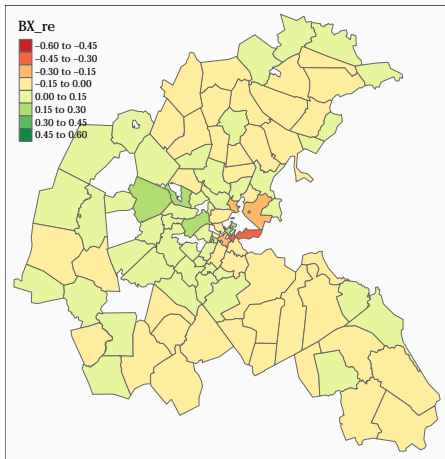 BX_re
-0.60 to -0.45
-0.45 to -0.30
-0.30 to -0.15
-0.15 to 0.00
0.00 to 0.15
0.15 to 0.30
0.30 to 0.45
0.45 to 0.60